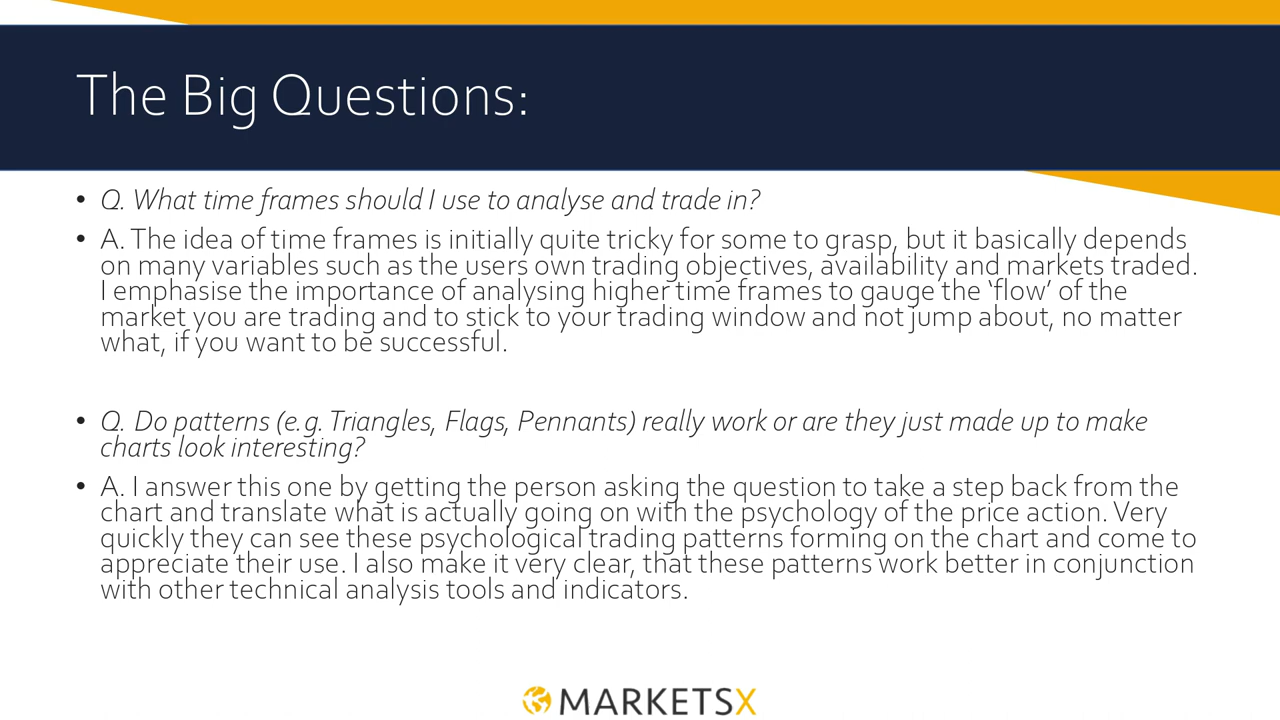 The Big Questions:
• Q. What time frames should I use to analyse and trade in?
• A. The idea of time frames is initially quite tricky for some to grasp, but it basically depends
on many variables such as the users own trading objectives, availability and markets traded.
I emphasise the importance of analysing higher time frames to gauge the ‘flow’ of the
market you are trading and to stick to your trading window and not jump about, no matter
what, if you want to be successful.
• Q. Do patterns (e.g. Triangles, Flags, Pennants) really work or are they just made up to make
charts look interesting?
• A. I answer this one by getting the person asking the question to take a step back from the
chart and translate what is actually going on with the psychology of the price action. Very
quickly they can see these psychological trading patterns forming on the chart and come to
appreciate their use. I also make it very clear, that these patterns work better in conjunction
with other technical analysis tools and indicators.
MARKETSX